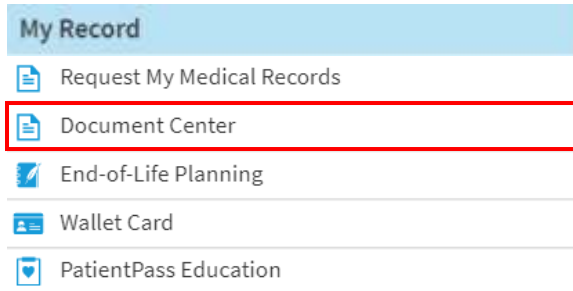 My Record
Request My Medical Records
Document Center
End-of-Life Planning
Wallet Card
PatientPass Education